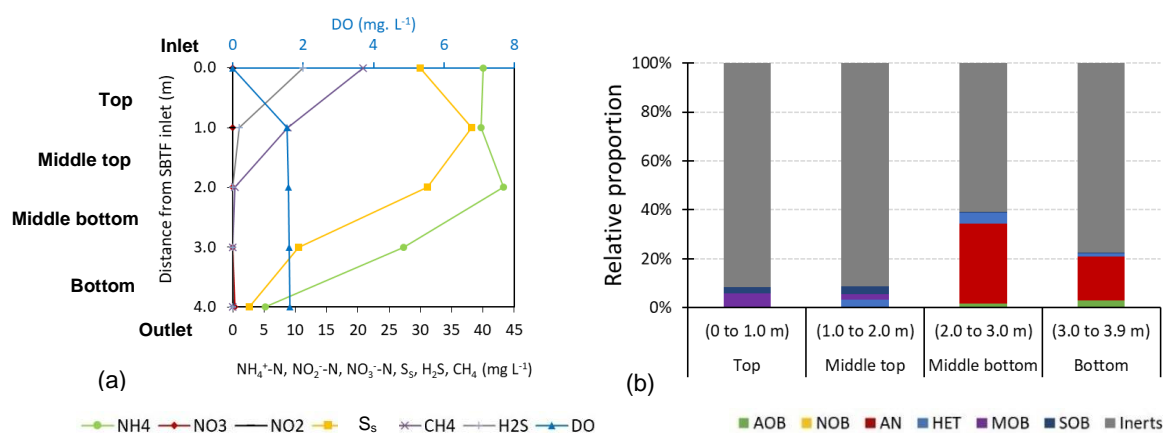 DO (mg. L⁻¹)
Inlet 0 2 4 6 8
0.0
Top
1.0
Middle top
2.0
Middle bottom
3.0
Bottom
4.0
Outlet
Distance from SBTF inlet (m)
0 5 10 15 20 25 30 35 40 45
NH₄⁺-N, NO₂⁻-N, NO₃⁻-N, Sₛ, H₂S, CH₄ (mg L⁻¹)
(a)
NH4 NO3 NO2 Sₛ CH4 H2S DO
Relative proportion
100%
80%
60%
40%
20%
0%
(0 to 1.0 m) (1.0 to 2.0 m) (2.0 to 3.0 m) (3.0 to 3.9 m)
Top Middle top Middle bottom Bottom
(b)
AOB NOB AN HET MOB SOB Inerts